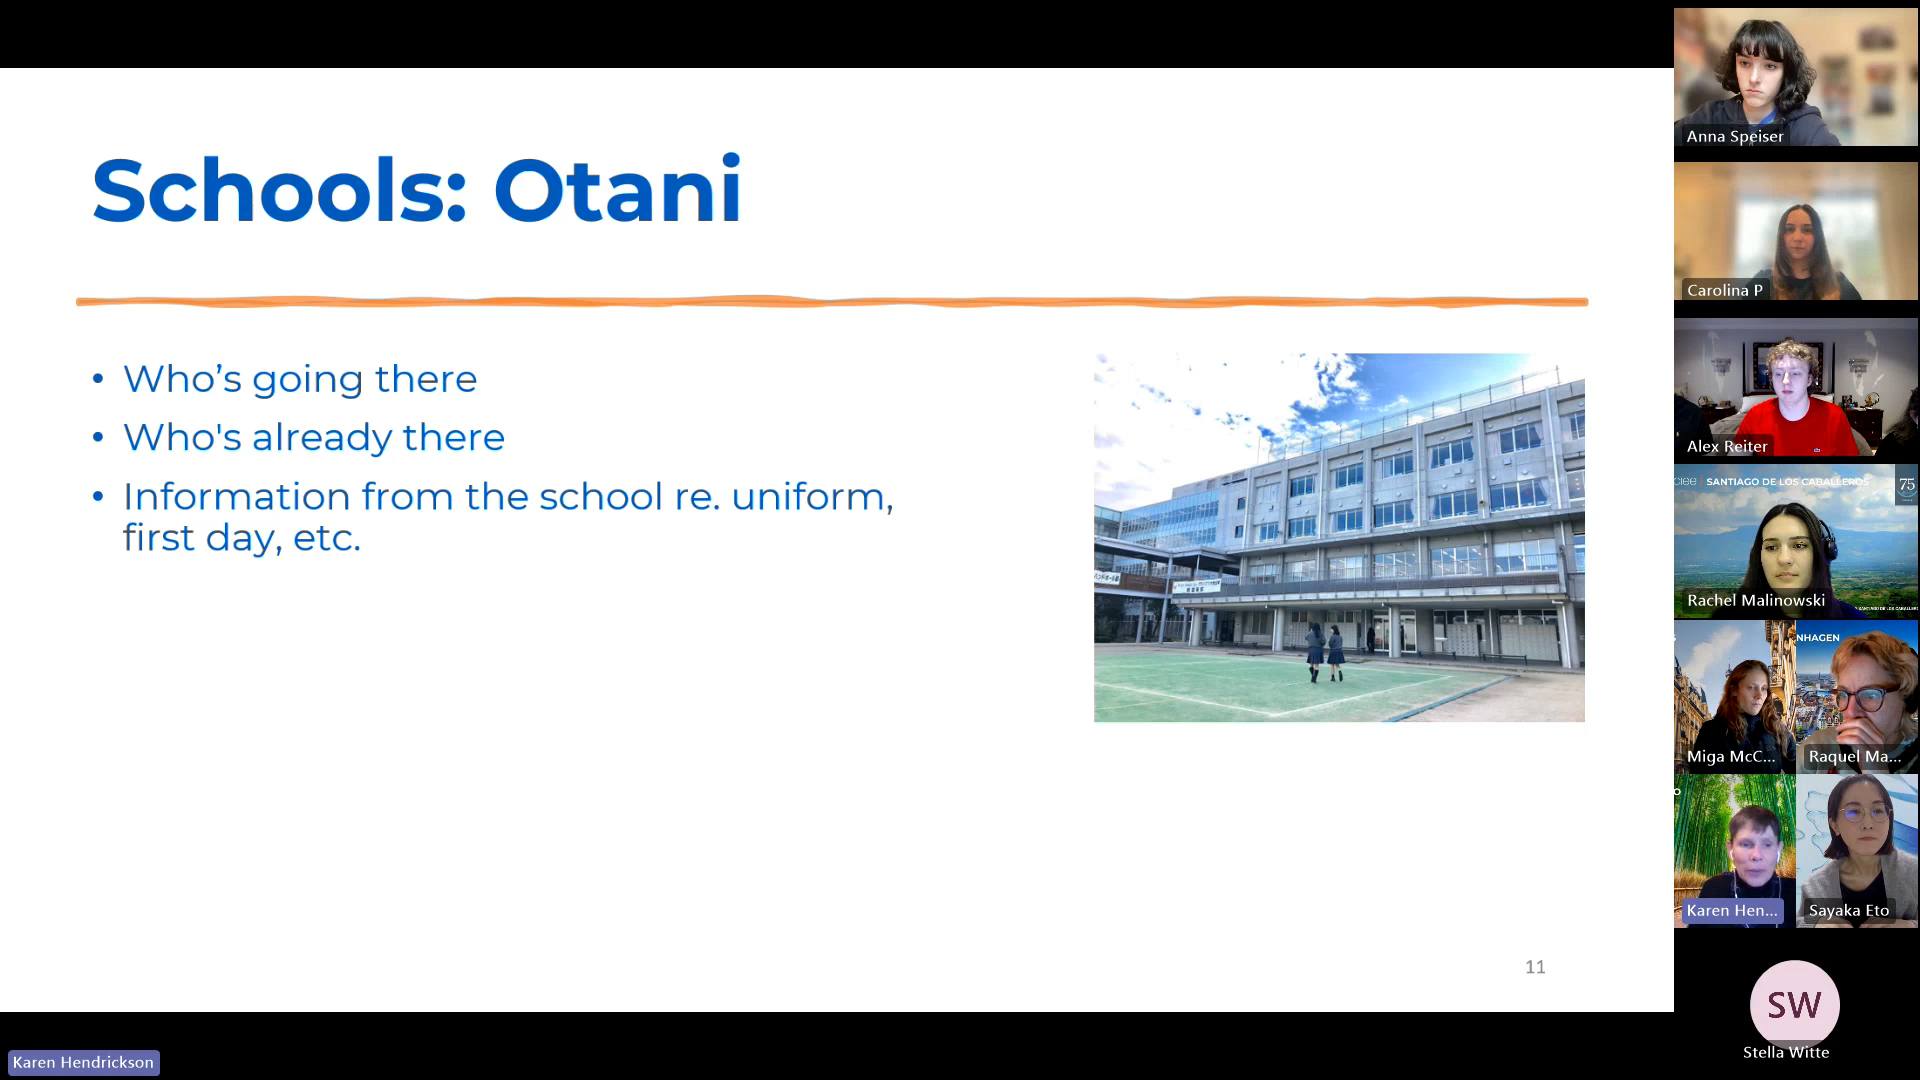 Schools: Otani
• Who’s going there
• Who's already there
• Information from the school re. uniform,
first day, etc.
11
Karen Hendrickson
Anna Speiser
Carolina P
Alex Reiter
ciee | SANTIAGO DE LOS CABALLEROS
75
Rachel Malinowski
NHAGEN
Miga McC...
Raquel Ma...
Karen Hen...
Sayaka Eto
SW
Stella Witte